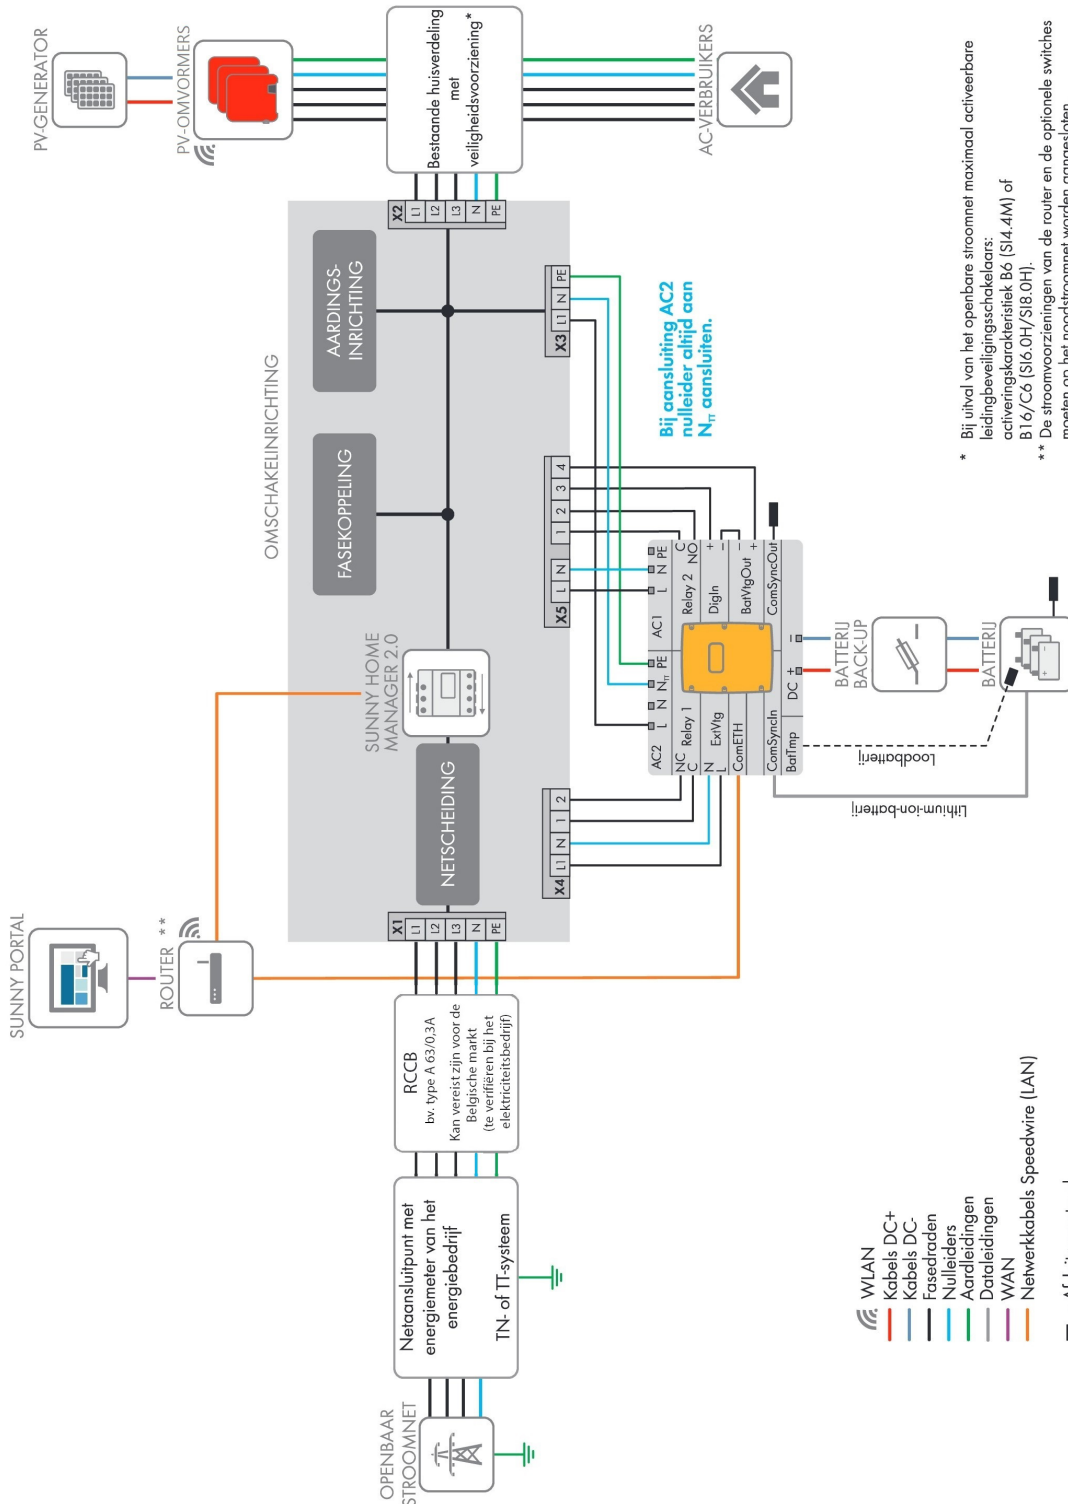 SUNNY PORTAL
ROUTER **
OMSCHAKELINRICHTING
PV-GENERATOR
PV-OMVORMERS
OPENBAAR
STROOMNET
Netaansluitpunt met
energiemeter van het
energiebedrijf
TN- of TT-systeem
RCCB
bv. type A 63/0,3A
Kan vereist zijn voor de
Belgische markt
(te verifiëren bij het
elektriciteitsbedrijf)
X1
L1
L2
L3
N
PE
NETSCHEIDING
SUNNY HOME
MANAGER 2.0
FASEKOPPELING
AARDINGS-
INRICHTING
X2
L1
L2
L3
N
PE
Bestaande huisverdeling
met
veiligheidsvoorziening*
AC-VERBRUIKERS
X4
L1
N
1
2
X5
L
N
1
2
3
4
X3
L1
N
PE
Bij aansluiting AC2
nulleider altijd aan
NTT aansluiten.
AC2
L
N
NTT
PE
AC1
L
N
PE
NC
C
Relay 1
N
L
ExtVtg
ComETH
ComSyncIn
BatTmp
C
NO
Relay 2
+
–
DigIn
–
+
BatVtgOut
ComSyncOut
DC
+
–
Loodbatterij
Lithium-ion-batterij
BATTERIJ
BACK-UP
BATTERIJ
WLAN
Kabels DC+
Kabels DC-
Fasedraden
Nulleiders
Aardleidingen
Dataleidingen
WAN
Netwerkkabels Speedwire (LAN)
* Bij uitval van het openbare stroomnet maximaal activeerbare
leidingbeveiligingsschakelaars:
activeringskarakteristiek B6 (SI4.4M) of
B16/C6 (SI6.0H/SI8.0H).
** De stroomvoorzieningen van de router en de optionele switches
moeten op het noodstroomnet worden aangesloten